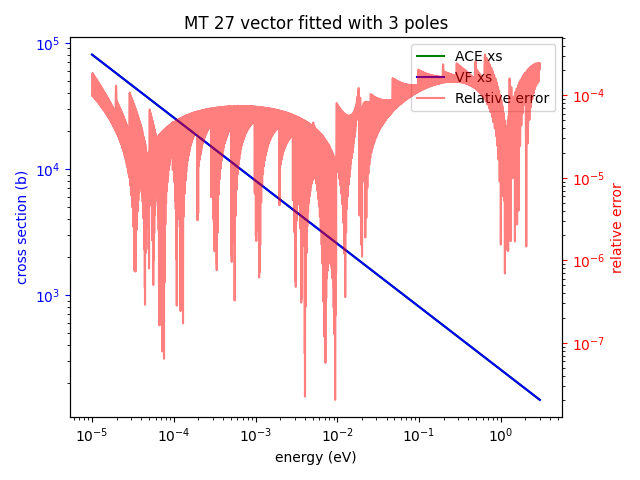 MT 27 vector fitted with 3 poles
ACE xs
VF xs
Relative error
cross section (b)
10^5
10^4
10^3
relative error
10^-4
10^-5
10^-6
10^-7
10^-5 10^-4 10^-3 10^-2 10^-1 10^0
energy (eV)